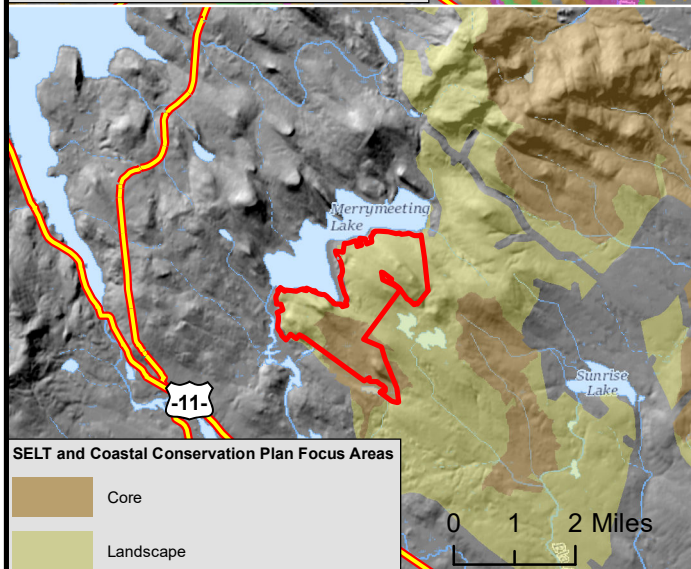 Merrymeeting
Lake
Sunrise
Lake
-11-
SELT and Coastal Conservation Plan Focus Areas
Core
Landscape
0 1 2 Miles